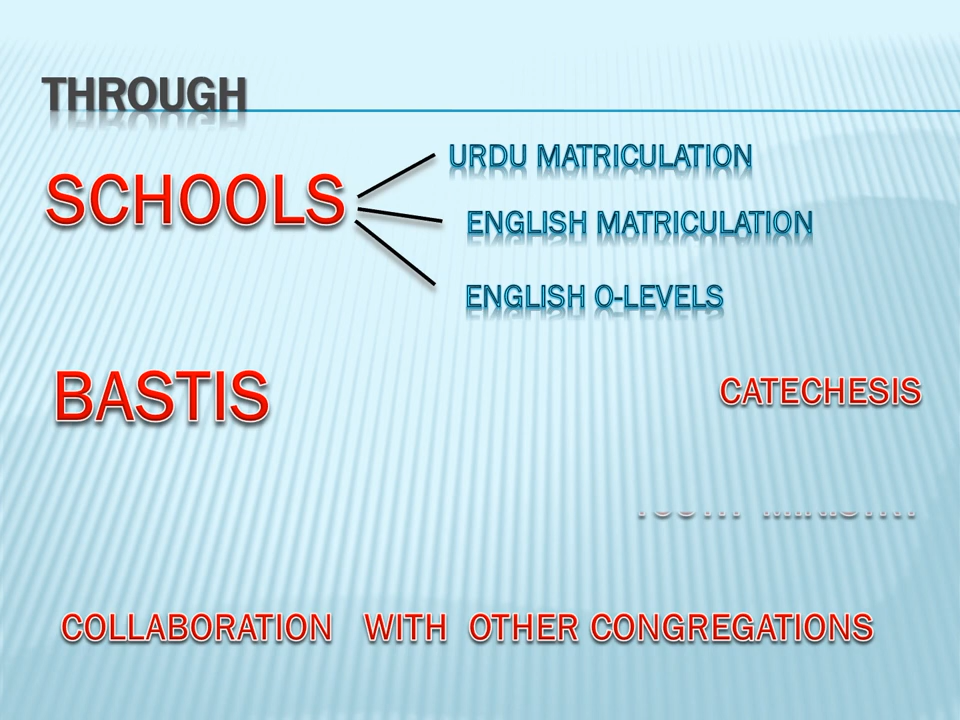 THROUGH
SCHOOLS
URDU MATRICULATION
ENGLISH MATRICULATION
ENGLISH O-LEVELS
BASTIS
CATECHESIS
COLLABORATION WITH OTHER CONGREGATIONS